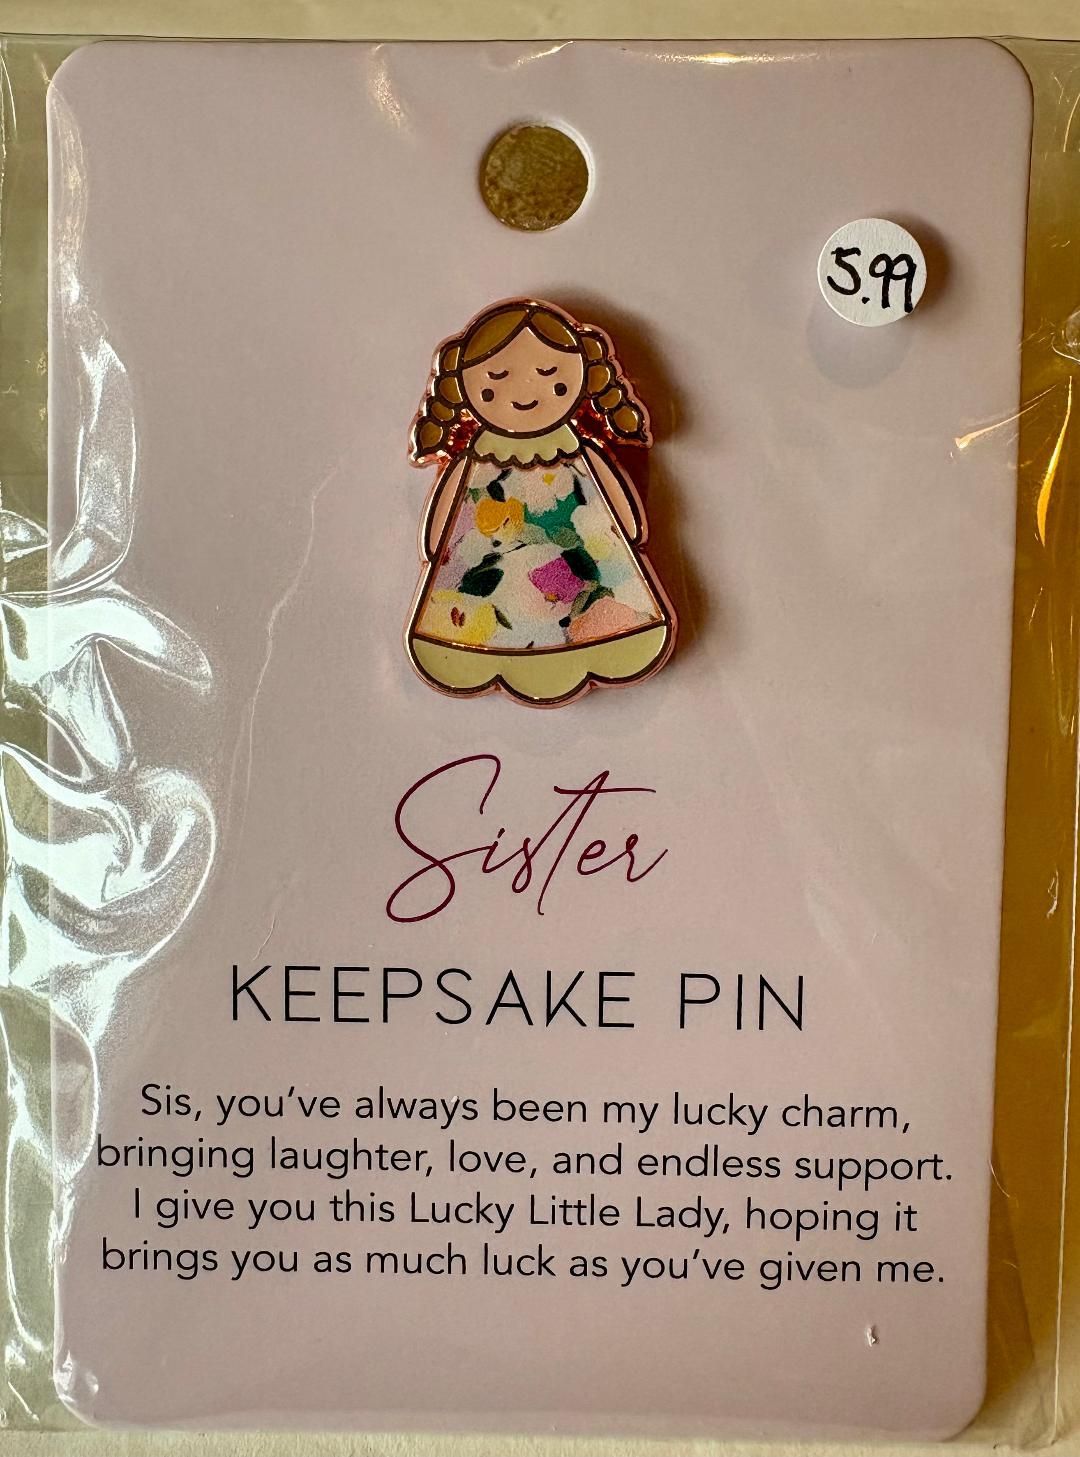 5.99
Sister
KEEPSAKE PIN
Sis, you've always been my lucky charm,
bringing laughter, love, and endless support.
I give you this Lucky Little Lady, hoping it
brings you as much luck as you've given me.